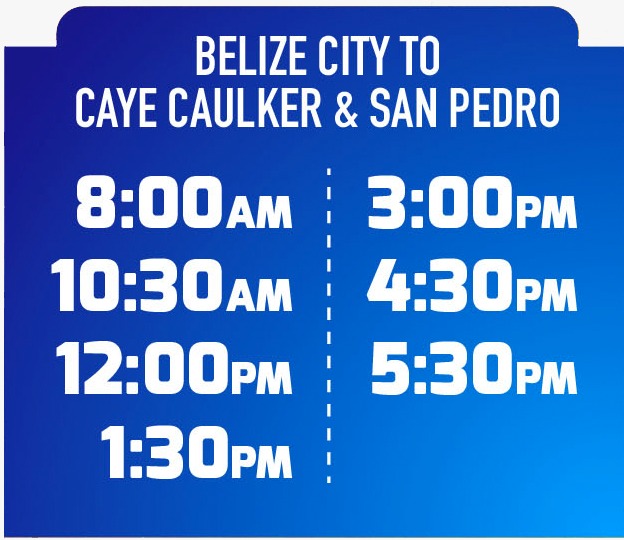 BELIZE CITY TO
CAYE CAULKER & SAN PEDRO
8:00AM
10:30AM
12:00PM
1:30PM
3:00PM
4:30PM
5:30PM